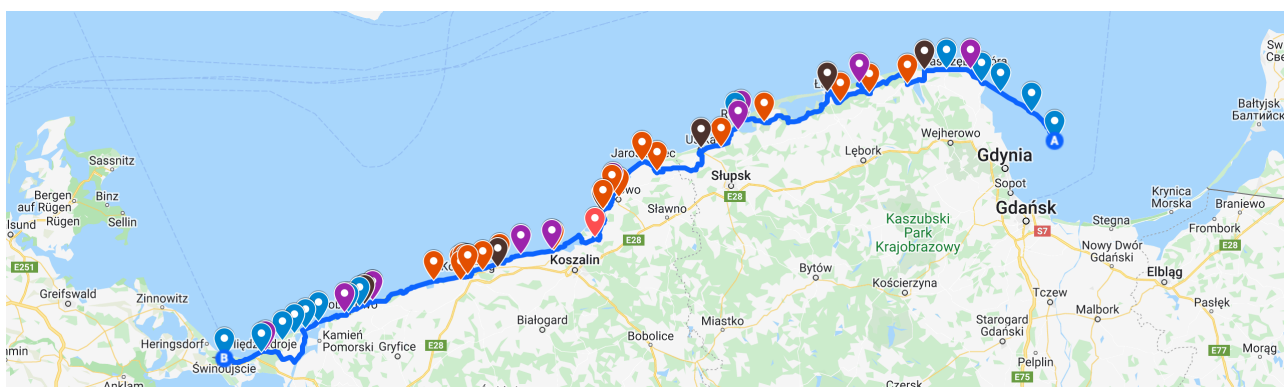 Sassnitz
Bergen
auf Rügen
Binz
Rügen
Sellin
lsund
E251
Greifswald
Zinnowitz
Heringsdorf
Świnoujście
Anklam
B
Kamień
Pomorski
Gryfice
E28
Białogard
Koszalin
E28
Sławno
Bobolice
Miastko
Słupsk
E28
Lębork
Bytów
Wejherowo
Gdynia
Sopot
Gdańsk
S7
A
Kaszubski
Park
Krajobrazowy
Kościerzyna
Tczew
Starogard
Gdański
Malbork
Pelplin
E75
Czersk
Stegna
Nowy Dwór
Gdański
Elbląg
Krynica
Morska
Braniewo
Frombork
E28
Pasłęk
E77
Morąg
Bałtyjsk
Балтийск
Sw
Све